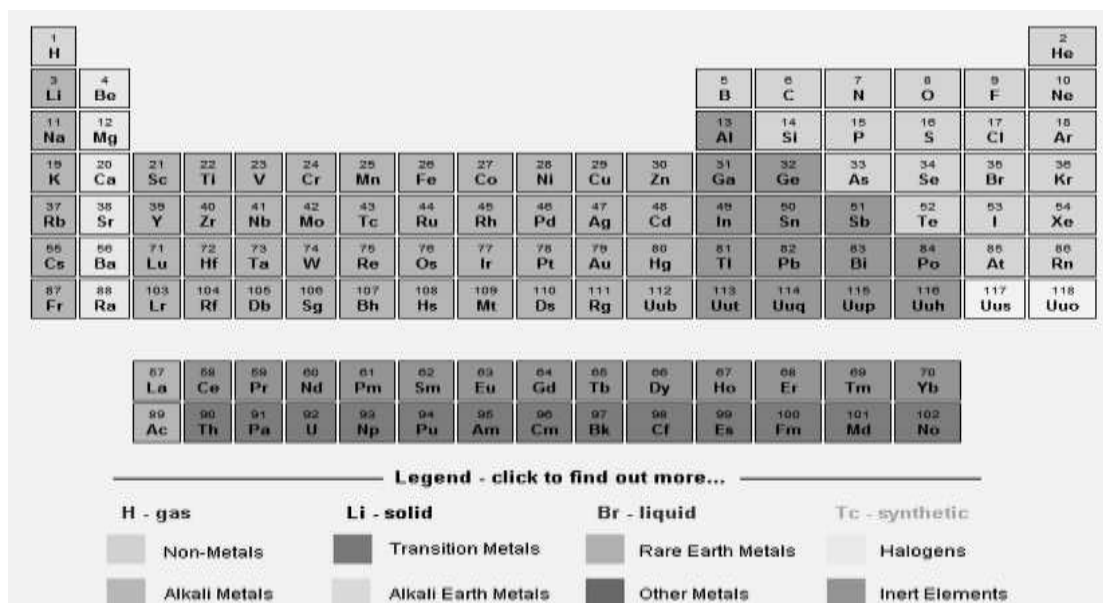 1 2
H He
3 4 5 6 7 8 9 10
Li Be B C N O F Ne
11 12 13 14 15 16 17 18
Na Mg Al Si P S Cl Ar
19 20 21 22 23 24 25 26 27 28 29 30 31 32 33 34 35 36
K Ca Sc Ti V Cr Mn Fe Co Ni Cu Zn Ga Ge As Se Br Kr
37 38 39 40 41 42 43 44 45 46 47 48 49 50 51 52 53 54
Rb Sr Y Zr Nb Mo Tc Ru Rh Pd Ag Cd In Sn Sb Te I Xe
55 56 71 72 73 74 75 76 77 78 79 80 81 82 83 84 85 86
Cs Ba Lu Hf Ta W Re Os Ir Pt Au Hg Tl Pb Bi Po At Rn
87 88 103 104 105 106 107 108 109 110 111 112 113 114 115 116 117 118
Fr Ra Lr Rf Db Sg Bh Hs Mt Ds Rg Uub Uut Uuq Uup Uuh Uus Uuo
57 58 59 60 61 62 63 64 65 66 67 68 69 70
La Ce Pr Nd Pm Sm Eu Gd Tb Dy Ho Er Tm Yb
89 90 91 92 93 94 95 96 97 98 99 100 101 102
Ac Th Pa U Np Pu Am Cm Bk Cf Es Fm Md No
Legend - click to find out more...
H - gas Li - solid Br - liquid Tc - synthetic
Non-Metals Transition Metals Rare Earth Metals Halogens
Alkali Metals Alkali Earth Metals Other Metals Inert Elements